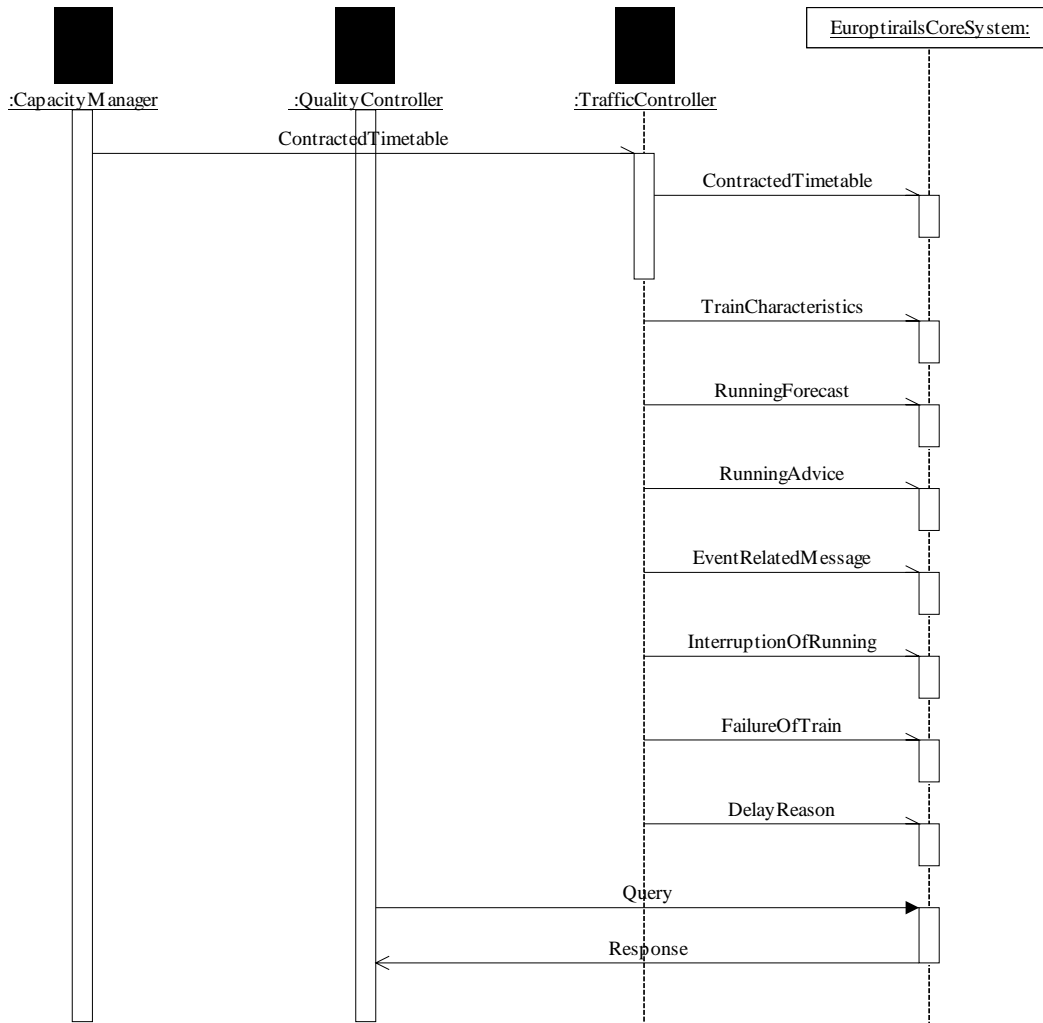 EuroptirailsCoreSystem:
:CapacityManager
:QualityController
:TrafficController
ContractedTimetable
ContractedTimetable
TrainCharacteristics
RunningForecast
RunningAdvice
EventRelatedMessage
InterruptionOfRunning
FailureOfTrain
DelayReason
Query
Response